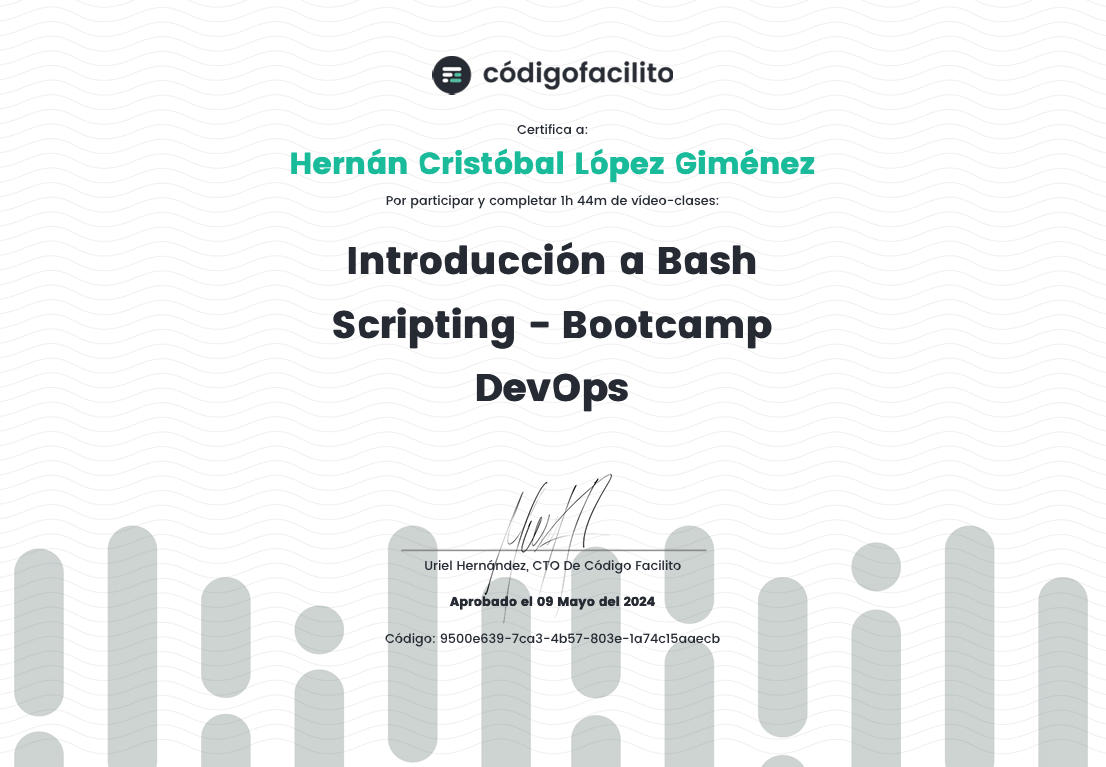 códigofacilito
Certifica a:
Hernán Cristóbal López Giménez
Por participar y completar 1h 44m de vídeo-clases:
Introducción a Bash
Scripting - Bootcamp
DevOps
Uriel Hernández, CTO De Código Facilito
Aprobado el 09 Mayo del 2024
Código: 9500e639-7ca3-4b57-803e-1a74c15aaecb